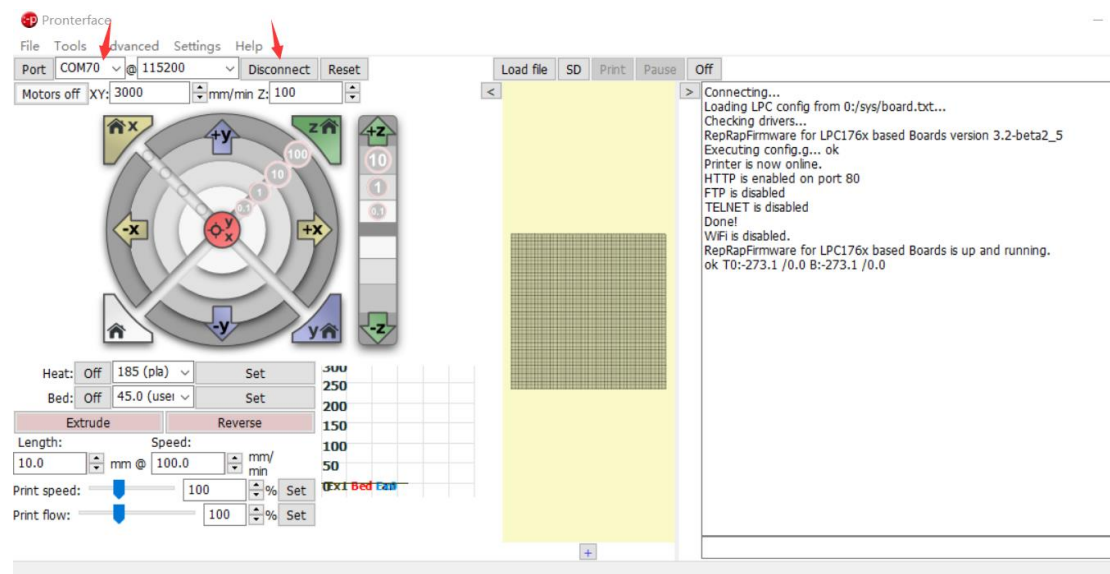 Pronterface
File Tools Advanced Settings Help
Port COM70 @ 115200 Disconnect Reset Load file SD Print Pause Off
Motors off XY: 3000 mm/min Z: 100 < >
Connecting...
Loading LPC config from 0:/sys/board.txt...
Checking drivers...
RepRapFirmware for LPC176x based Boards version 3.2-beta2_5
Executing config.g... ok
Printer is now online.
HTTP is enabled on port 80
FTP is disabled
TELNET is disabled
Done!
WiFi is disabled.
RepRapFirmware for LPC176x based Boards is up and running.
ok T0:-273.1 /0.0 B:-273.1 /0.0
x +y z +z
100 10
10 1
1 0.1
0.1
-x y x +x
-y y -z
Heat: Off 185 (pla) Set
Bed: Off 45.0 (user Set
Extrude Reverse
Length: Speed:
10.0 mm @ 100.0 mm/min
Print speed: 100 % Set
Print flow: 100 % Set
300
250
200
150
100
50
0 Ex1 Bed
+